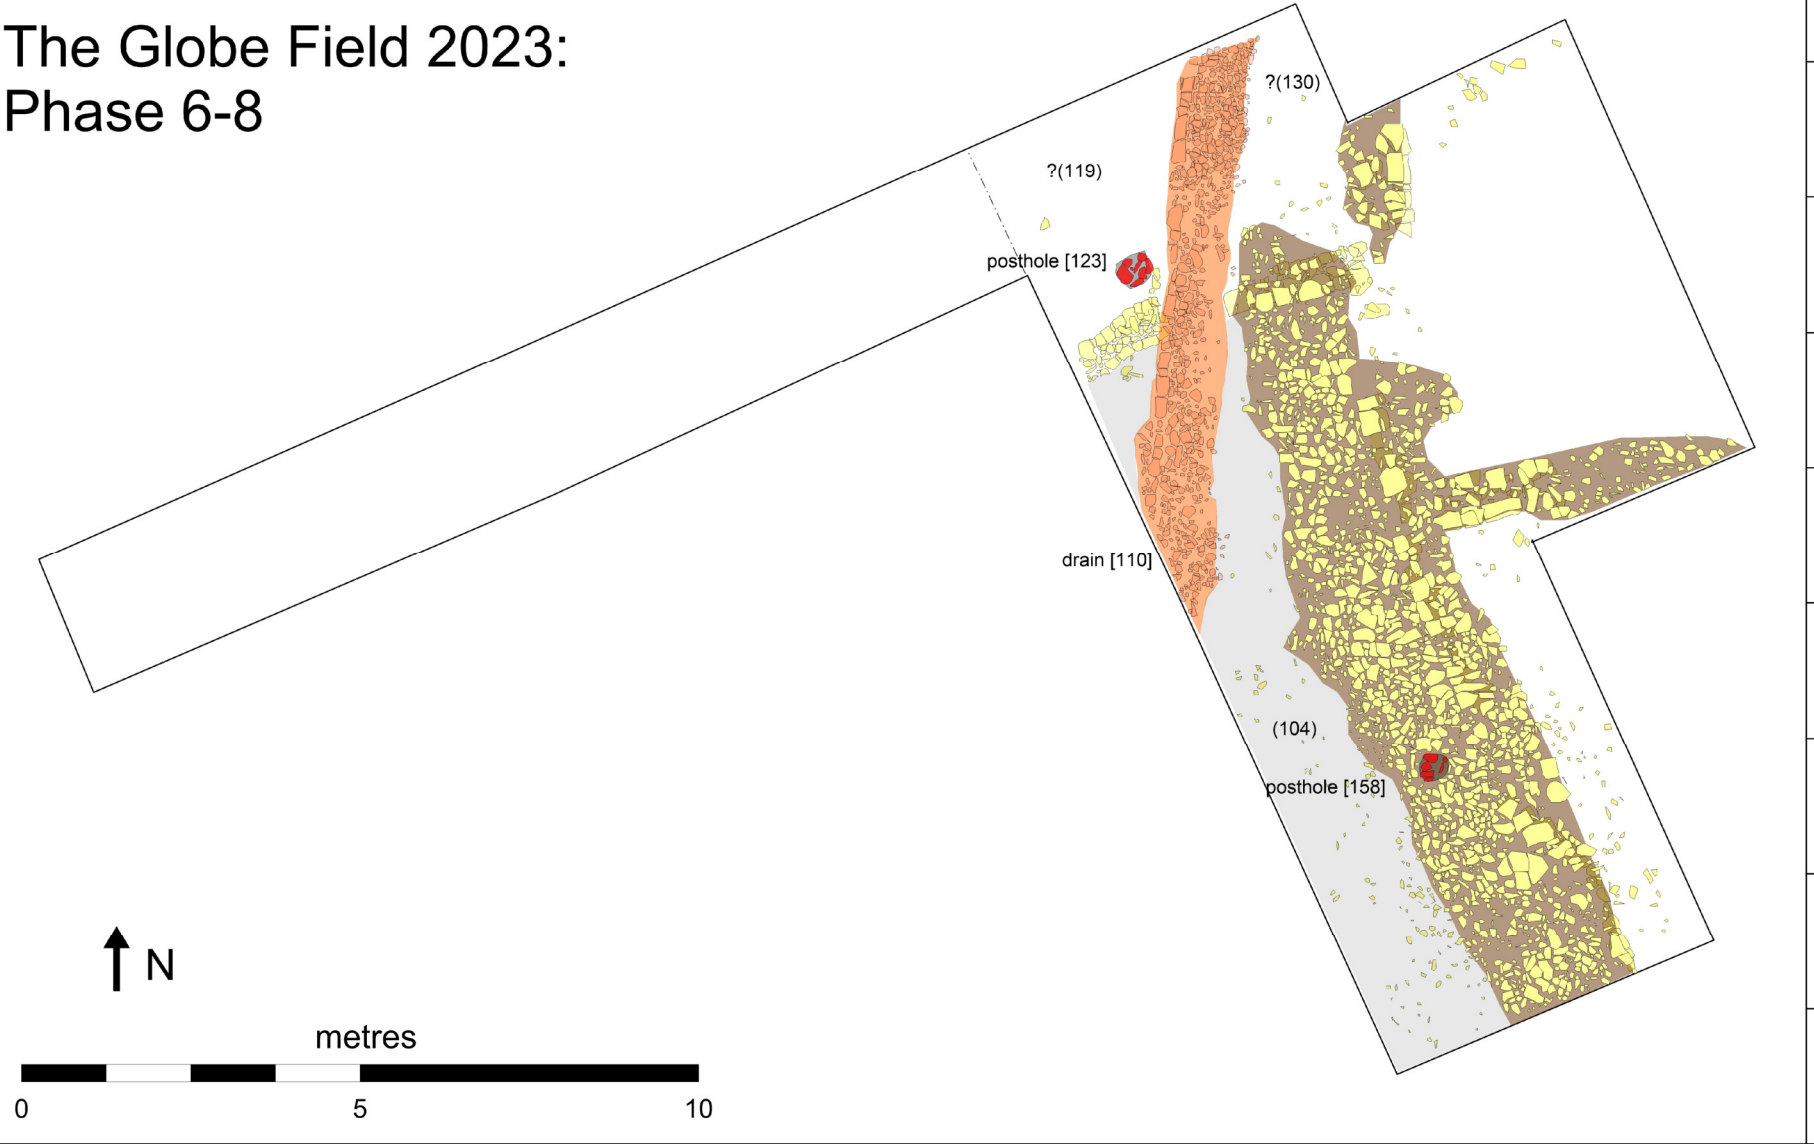 The Globe Field 2023:
Phase 6-8
?(130)
?(119)
posthole [123]
drain [110]
(104)
posthole [158]
N
metres
0 5 10